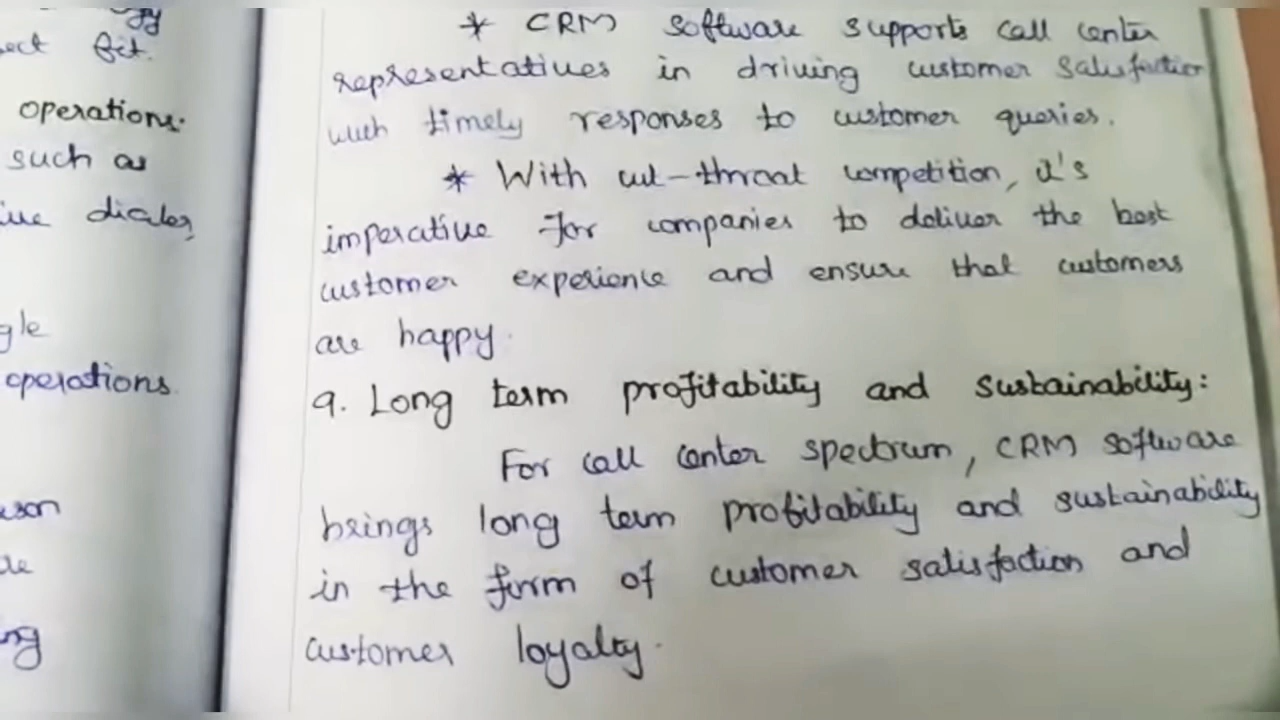 ect fit.
operations.
such as
dialer,
operations.
* CRM software supports call center
representatives in driving customer satisfaction
with timely responses to customer queries.
* With cut-throat competition, it's
imperative for companies to deliver the best
customer experience and ensure that customers
are happy.
9. Long term profitability and sustainability:
For call center spectrum, CRM software
brings long term profitability and sustainability
in the form of customer satisfaction and
customer loyalty.